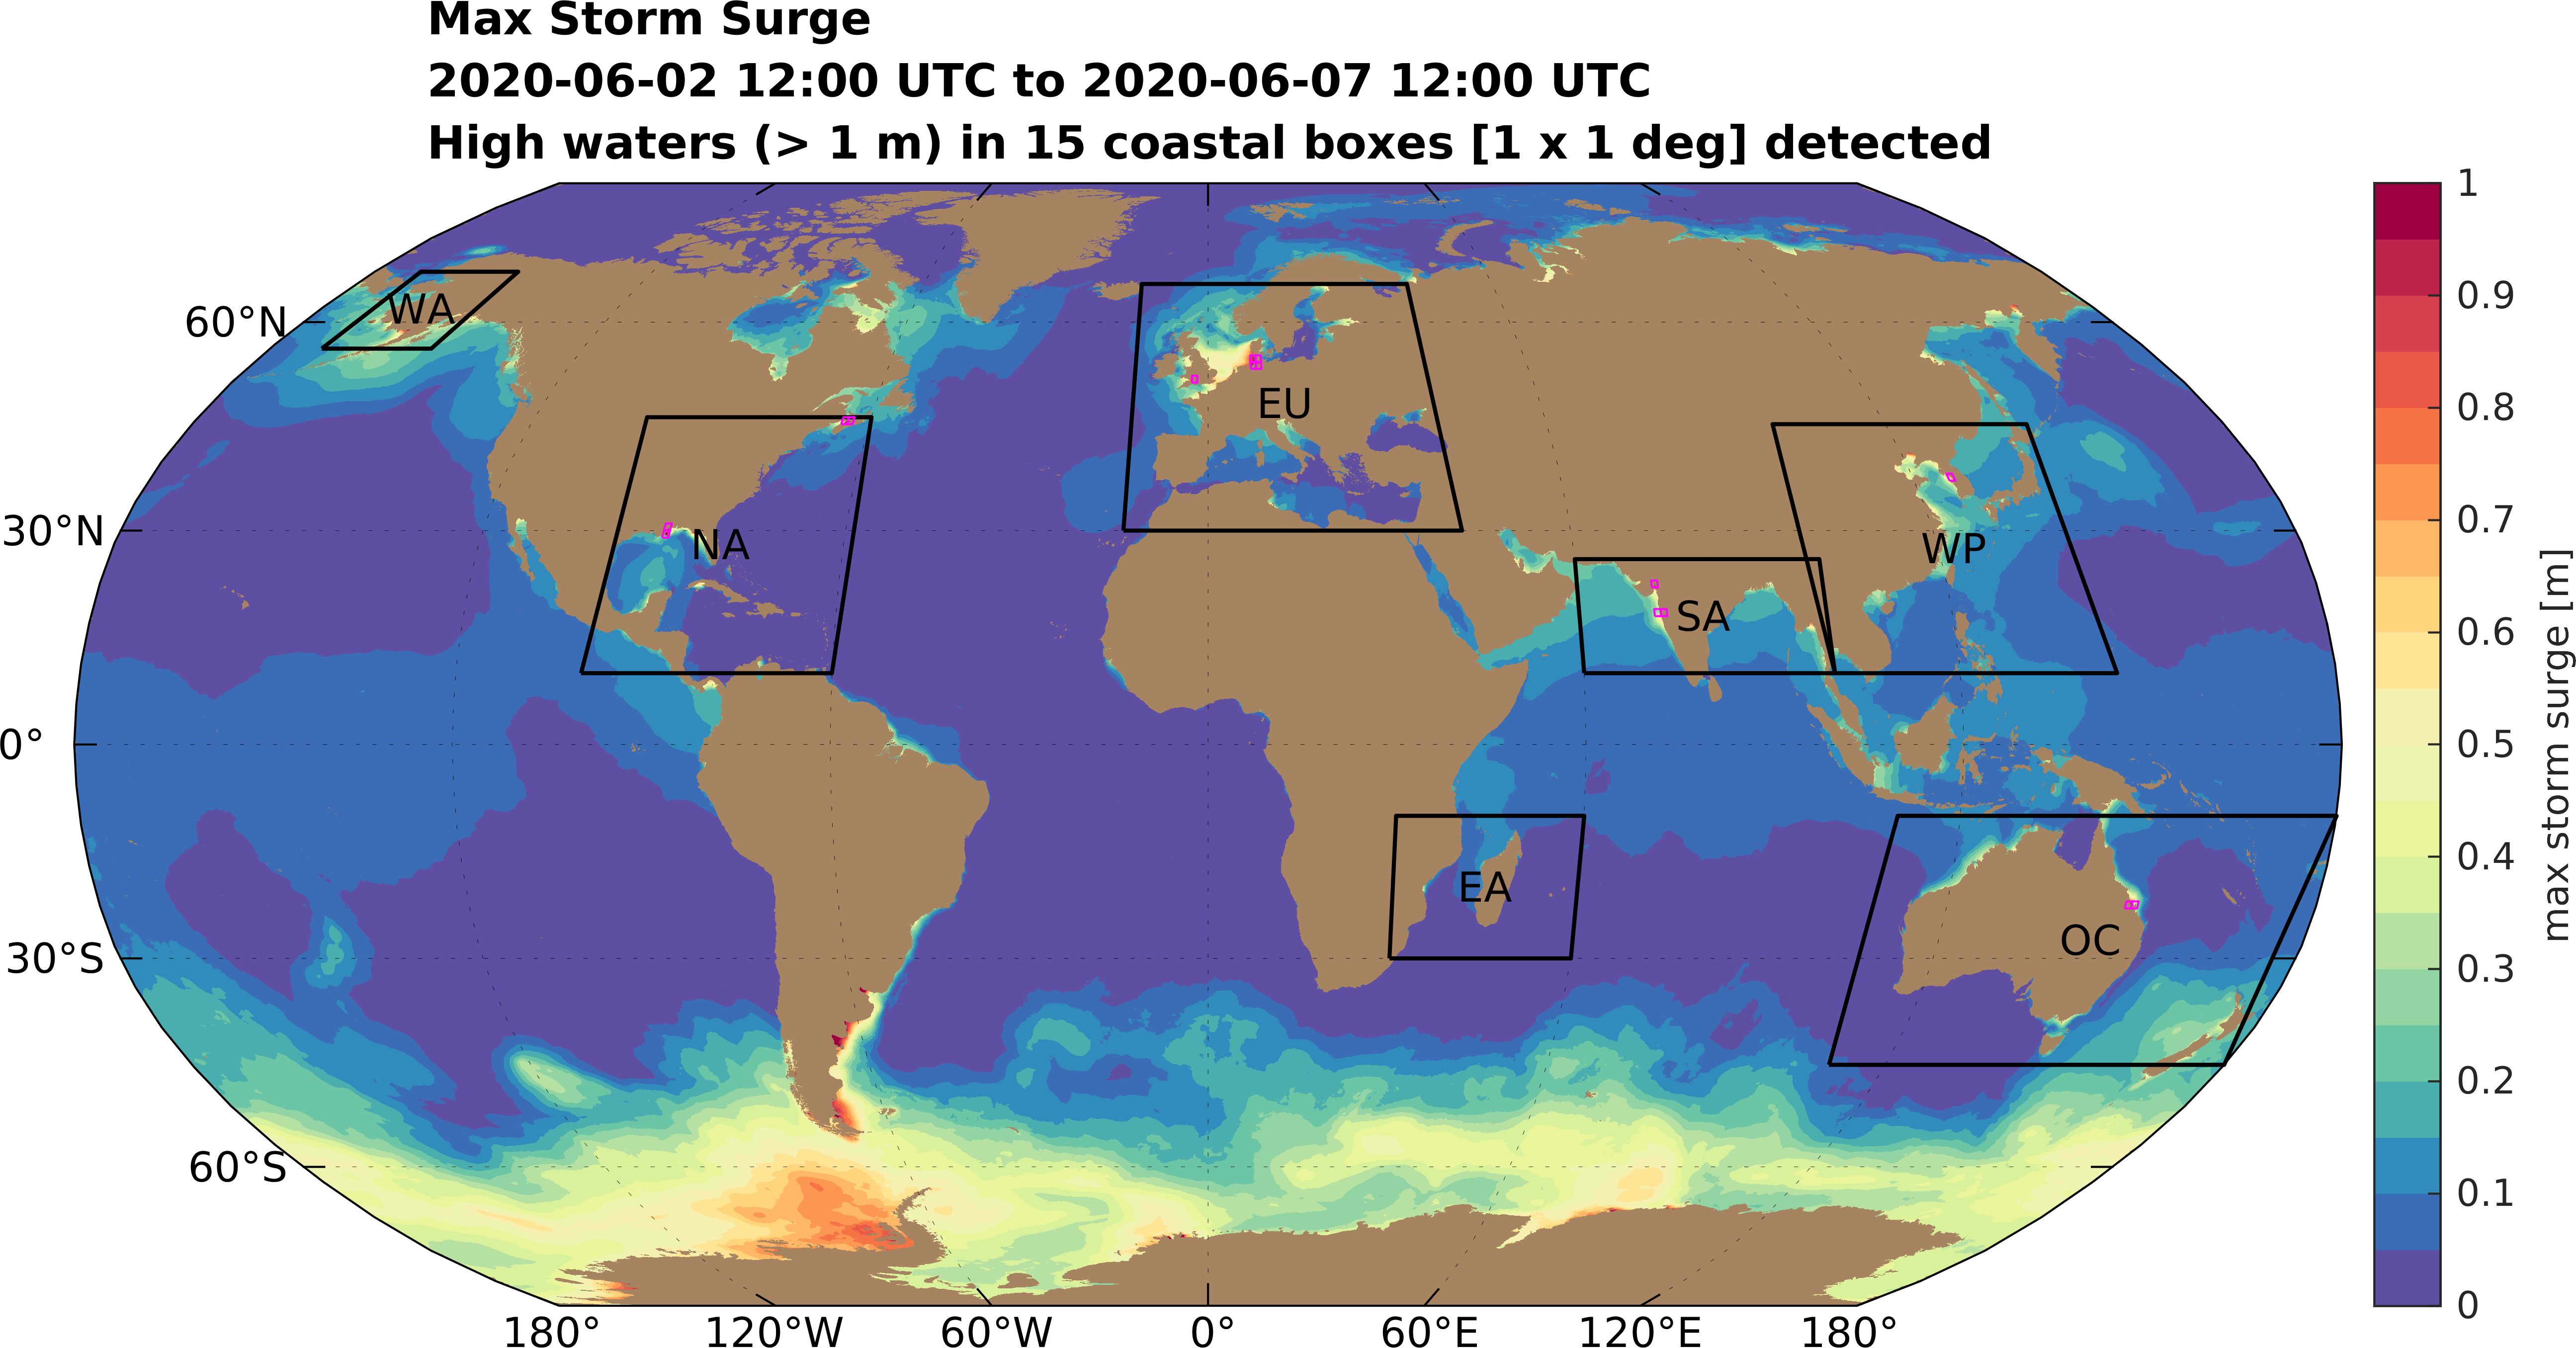 Max Storm Surge
2020-06-02 12:00 UTC to 2020-06-07 12:00 UTC
High waters (> 1 m) in 15 coastal boxes [1 x 1 deg] detected
60°N
30°N
0°
30°S
60°S
WA
NA
EU
SA
WP
EA
OC
180°
120°W
60°W
0°
60°E
120°E
180°
1
0.9
0.8
0.7
0.6
0.5
0.4
0.3
0.2
0.1
0
max storm surge [m]